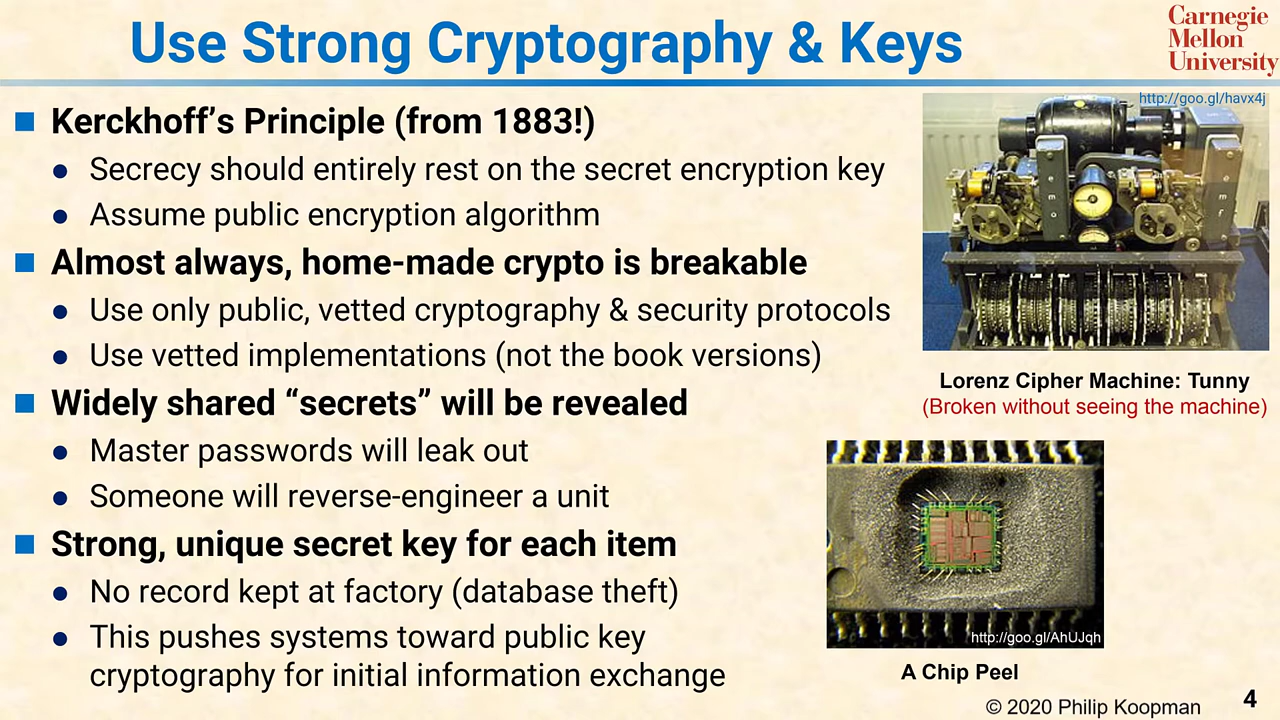 Use Strong Cryptography & Keys
Carnegie
Mellon
University
Kerckhoff’s Principle (from 1883!)
Secrecy should entirely rest on the secret encryption key
Assume public encryption algorithm
Almost always, home-made crypto is breakable
Use only public, vetted cryptography & security protocols
Use vetted implementations (not the book versions)
Widely shared “secrets” will be revealed
Master passwords will leak out
Someone will reverse-engineer a unit
Strong, unique secret key for each item
No record kept at factory (database theft)
This pushes systems toward public key
cryptography for initial information exchange
http://goo.gl/havx4j
Lorenz Cipher Machine: Tunny
(Broken without seeing the machine)
http://goo.gl/AhUJqh
A Chip Peel
© 2020 Philip Koopman
4